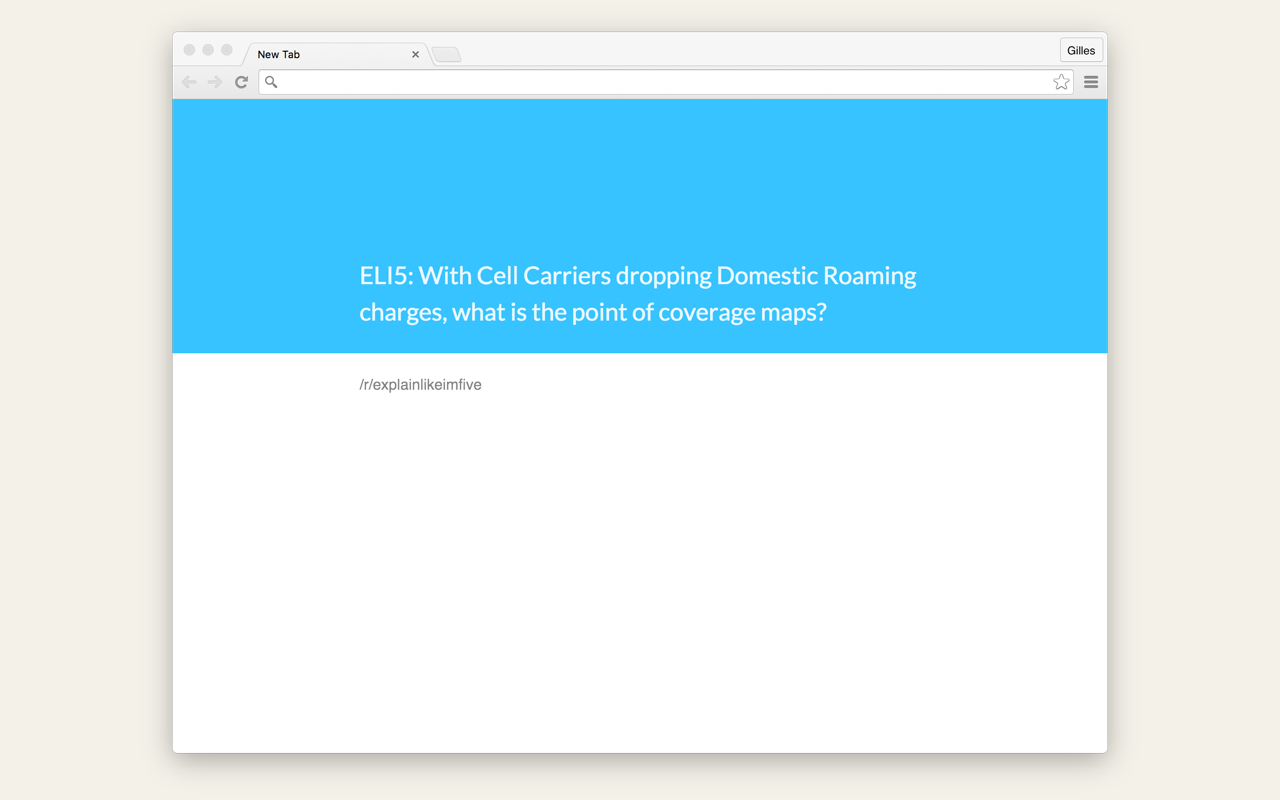 New Tab
Gilles
ELI5: With Cell Carriers dropping Domestic Roaming
charges, what is the point of coverage maps?
/r/explainlikeimfive